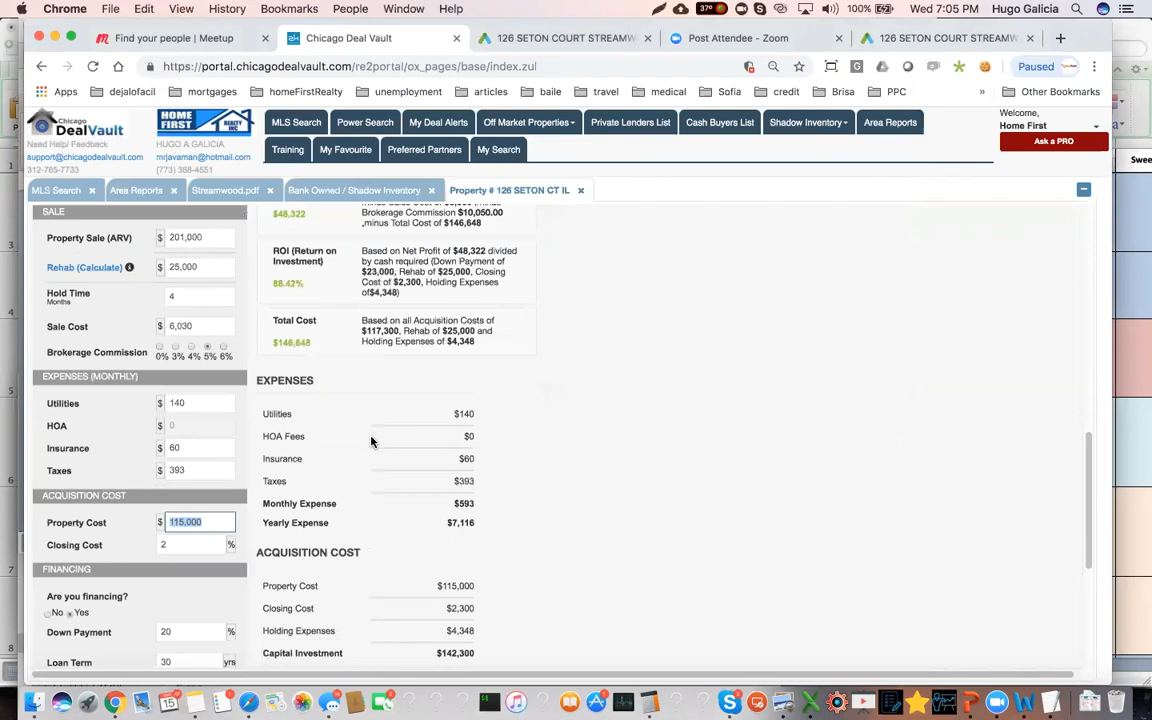 Chrome File Edit View History Bookmarks People Window Help 37° 100% Wed 7:05 PM Hugo Galicia
Find your people | Meetup × Chicago Deal Vault × 126 SETON COURT STREAMW × Post Attendee - Zoom × 126 SETON COURT STREAMW × +
https://portal.chicagodealvault.com/re2portal/ox_pages/base/index.zul Paused
Apps dejalofacil mortgages homeFirstRealty unemployment articles baile travel medical Sofia credit Brisa PPC » Other Bookmarks
Chicago
DealVault
Need Help/ Feedback
support@chicagodealvault.com
312-765-7733
HOME
FIRST
REALTY
INC
HUGO A GALICIA
mrjavaman@hotmail.com
(773) 388-4551
MLS Search Power Search My Deal Alerts Off Market Properties Private Lenders List Cash Buyers List Shadow Inventory Area Reports
Training My Favourite Preferred Partners My Search
Welcome,
Home First
Ask a PRO
MLS Search × Area Reports × Streamwood.pdf × Bank Owned / Shadow Inventory × Property # 126 SETON CT IL ×
SALE
Property Sale (ARV) $ 201,000
Rehab (Calculate) $ 25,000
Hold Time
Months
4
Sale Cost $ 6,030
Brokerage Commission 0% 3% 4% 5% 6%
EXPENSES (MONTHLY)
Utilities $ 140
HOA $ 0
Insurance $ 60
Taxes $ 393
ACQUISITION COST
Property Cost $ 115,000
Closing Cost 2 %
FINANCING
Are you financing?
No Yes
Down Payment 20 %
Loan Term 30 yrs
$48,322
Brokerage Commission $10,050.00
,minus Total Cost of $146,648
ROI (Return on
Investment)
88.42%
Based on Net Profit of $48,322 divided
by cash required (Down Payment of
$23,000, Rehab of $25,000, Closing
Cost of $2,300, Holding Expenses
of$4,348)
Total Cost
$146,648
Based on all Acquisition Costs of
$117,300, Rehab of $25,000 and
Holding Expenses of $4,348
EXPENSES
Utilities $140
HOA Fees $0
Insurance $60
Taxes $393
Monthly Expense $593
Yearly Expense $7,116
ACQUISITION COST
Property Cost $115,000
Closing Cost $2,300
Holding Expenses $4,348
Capital Investment $142,300
1
3
4
5
6
7
8
Swee